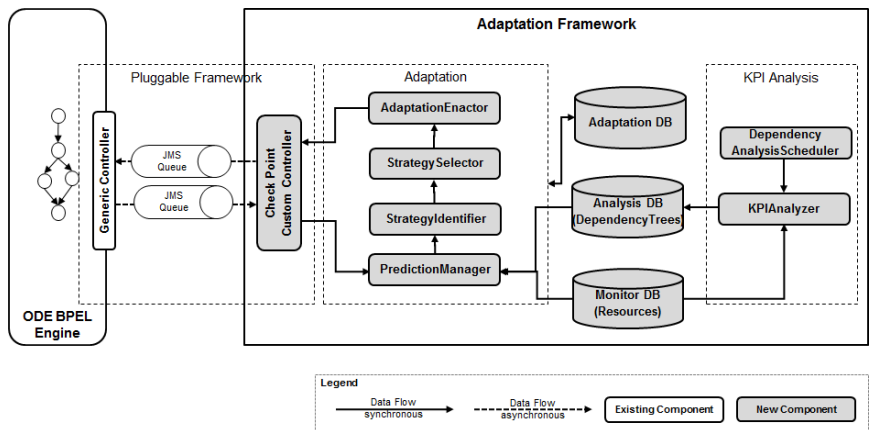 Adaptation Framework
Pluggable Framework
Adaptation
KPI Analysis
Generic Controller
JMS
Queue
JMS
Queue
Check Point
Custom Controller
AdaptationEnactor
StrategySelector
StrategyIdentifier
PredictionManager
Adaptation DB
Analysis DB
(DependencyTrees)
Monitor DB
(Resources)
Dependency
AnalysisScheduler
KPIAnalyzer
ODE BPEL
Engine
Legend
Data Flow
synchronous
Data Flow
asynchronous
Existing Component
New Component